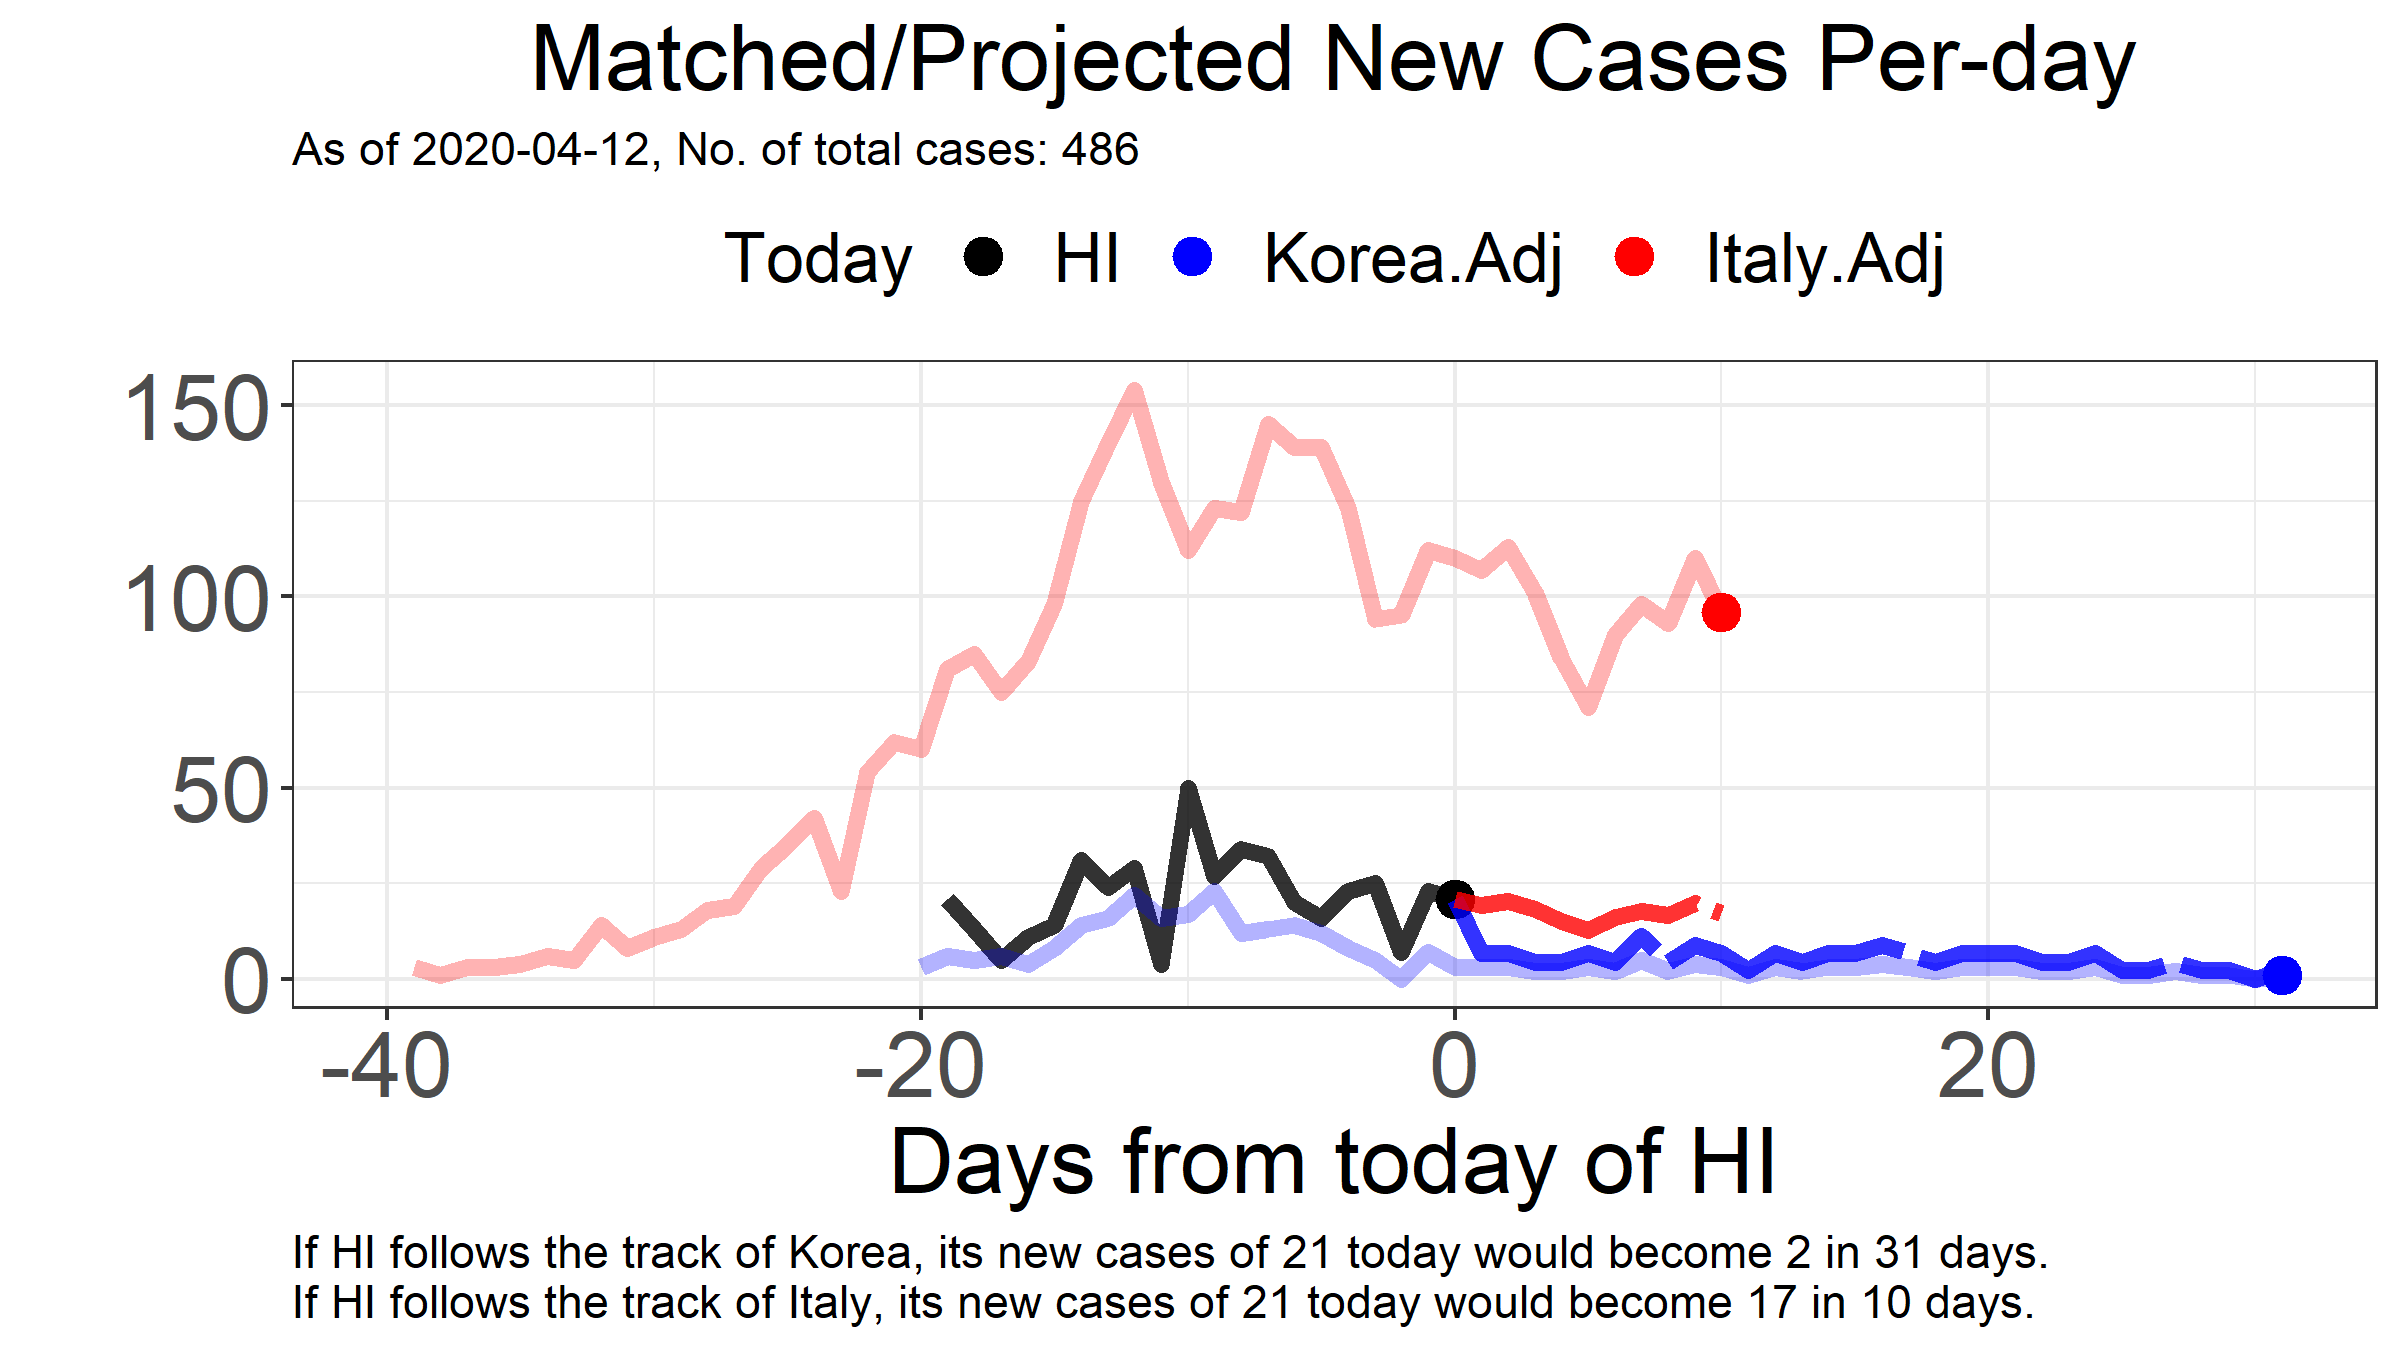 Matched/Projected New Cases Per-day
As of 2020-04-12, No. of total cases: 486
Today HI Korea.Adj Italy.Adj
150
100
50
0
-40 -20 0 20
Days from today of HI
If HI follows the track of Korea, its new cases of 21 today would become 2 in 31 days.
If HI follows the track of Italy, its new cases of 21 today would become 17 in 10 days.